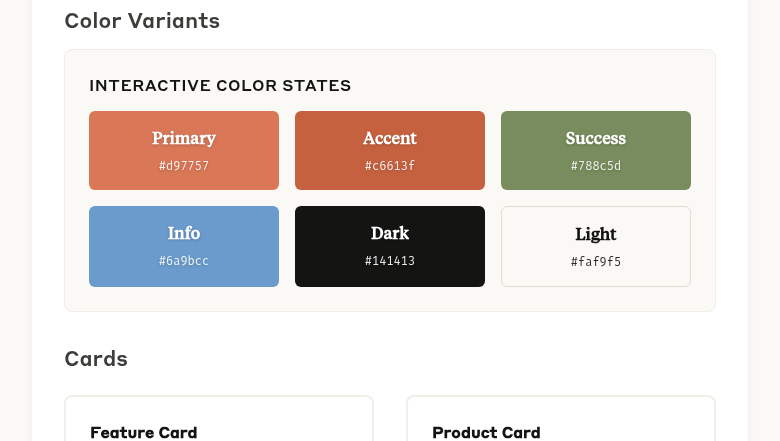 Color Variants
INTERACTIVE COLOR STATES
Primary
#d97757
Accent
#c6613f
Success
#788c5d
Info
#6a9bcc
Dark
#141413
Light
#faf9f5
Cards
Feature Card
Product Card